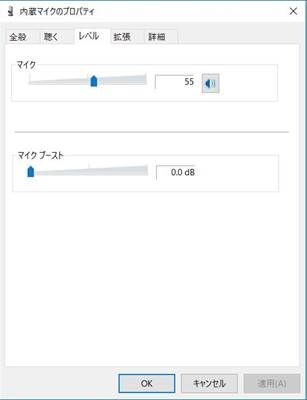 内蔵マイクのプロパティ
全般 聴く レベル 拡張 詳細
マイク
55
マイク ブースト
0.0 dB
OK キャンセル 適用(A)